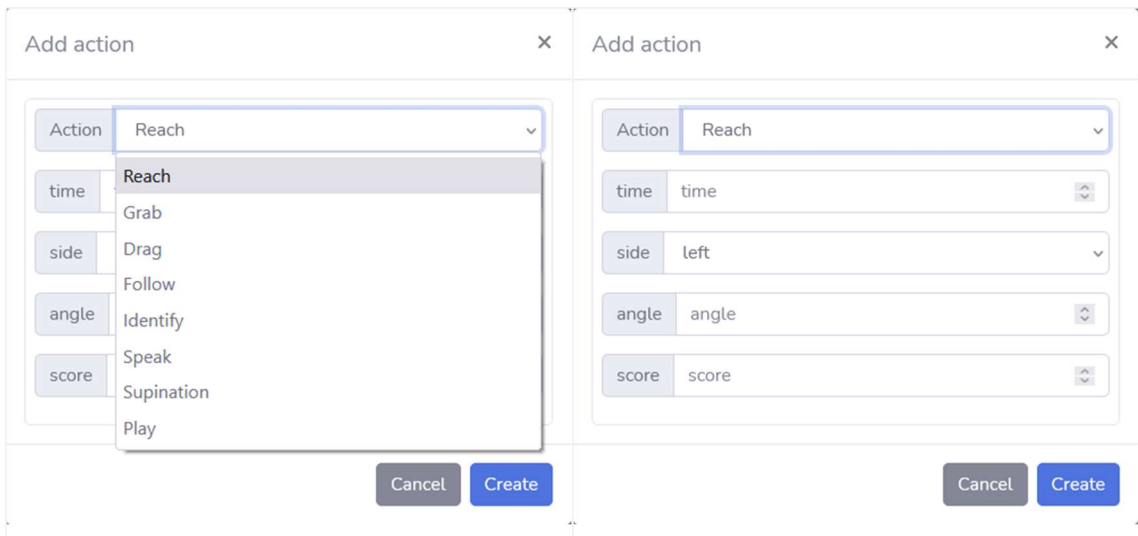 Add action ×
Action Reach
Reach
Grab
Drag
Follow
Identify
Speak
Supination
Play
time
side
angle
score
Cancel Create
Add action ×
Action Reach
time time
side left
angle angle
score score
Cancel Create